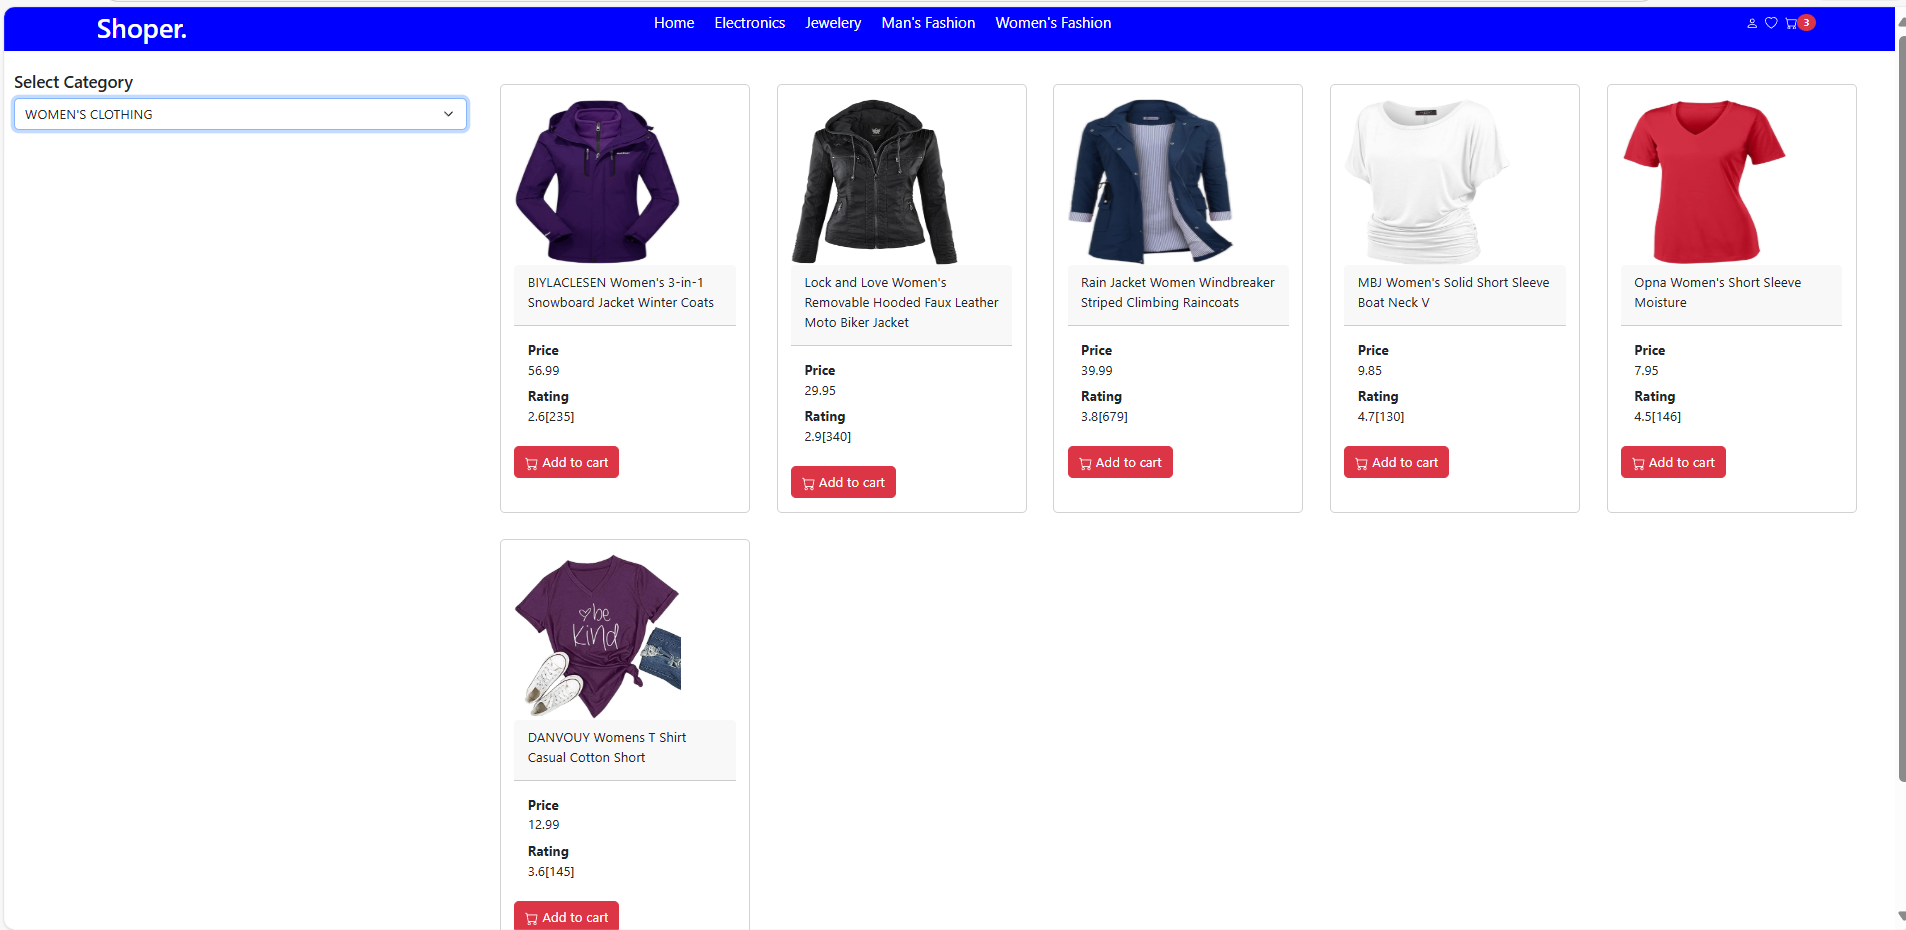 Shoper.
Home Electronics Jewelery Man's Fashion Women's Fashion
3
Select Category
WOMEN'S CLOTHING
BIYLACLESEN Women's 3-in-1
Snowboard Jacket Winter Coats
Price
56.99
Rating
2.6[235]
Add to cart
Lock and Love Women's
Removable Hooded Faux Leather
Moto Biker Jacket
Price
29.95
Rating
2.9[340]
Add to cart
Rain Jacket Women Windbreaker
Striped Climbing Raincoats
Price
39.99
Rating
3.8[679]
Add to cart
MBJ Women's Solid Short Sleeve
Boat Neck V
Price
9.85
Rating
4.7[130]
Add to cart
Opna Women's Short Sleeve
Moisture
Price
7.95
Rating
4.5[146]
Add to cart
be
kind
DANVOUY Womens T Shirt
Casual Cotton Short
Price
12.99
Rating
3.6[145]
Add to cart